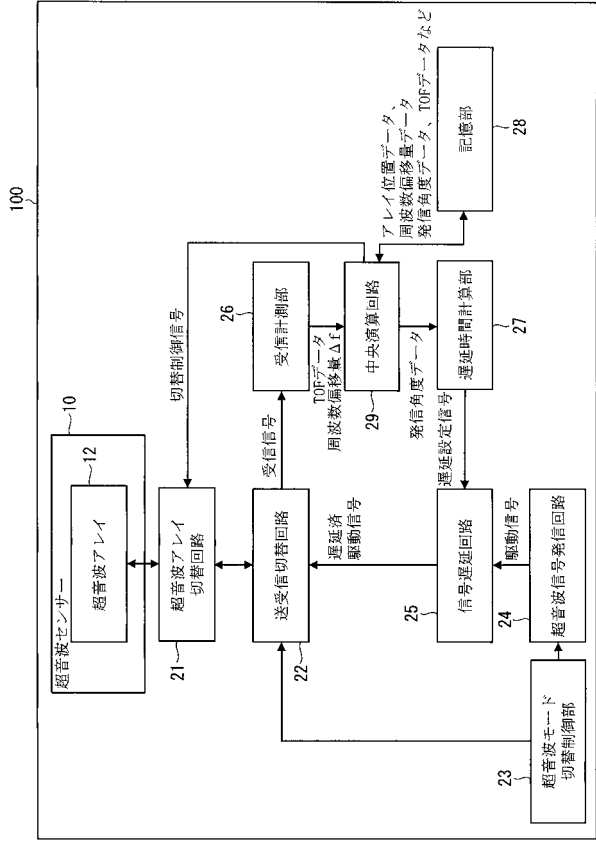 100
10
超音波センサー
12
超音波アレイ
切替制御信号
超音波アレイ
切替回路
21
受信計測部
26
受信信号
送受信切替回路
22
TOFデータ
周波数偏移量Δf
中央演算回路
29
アレイ位置データ、
周波数偏移量データ
発信角度データ、TOFデータなど
記憶部
28
遅延済
駆動信号
発信角度データ
遅延時間計算部
27
遅延設定信号
信号遅延回路
25
駆動信号
超音波信号発信回路
24
超音波モード
切替制御部
23